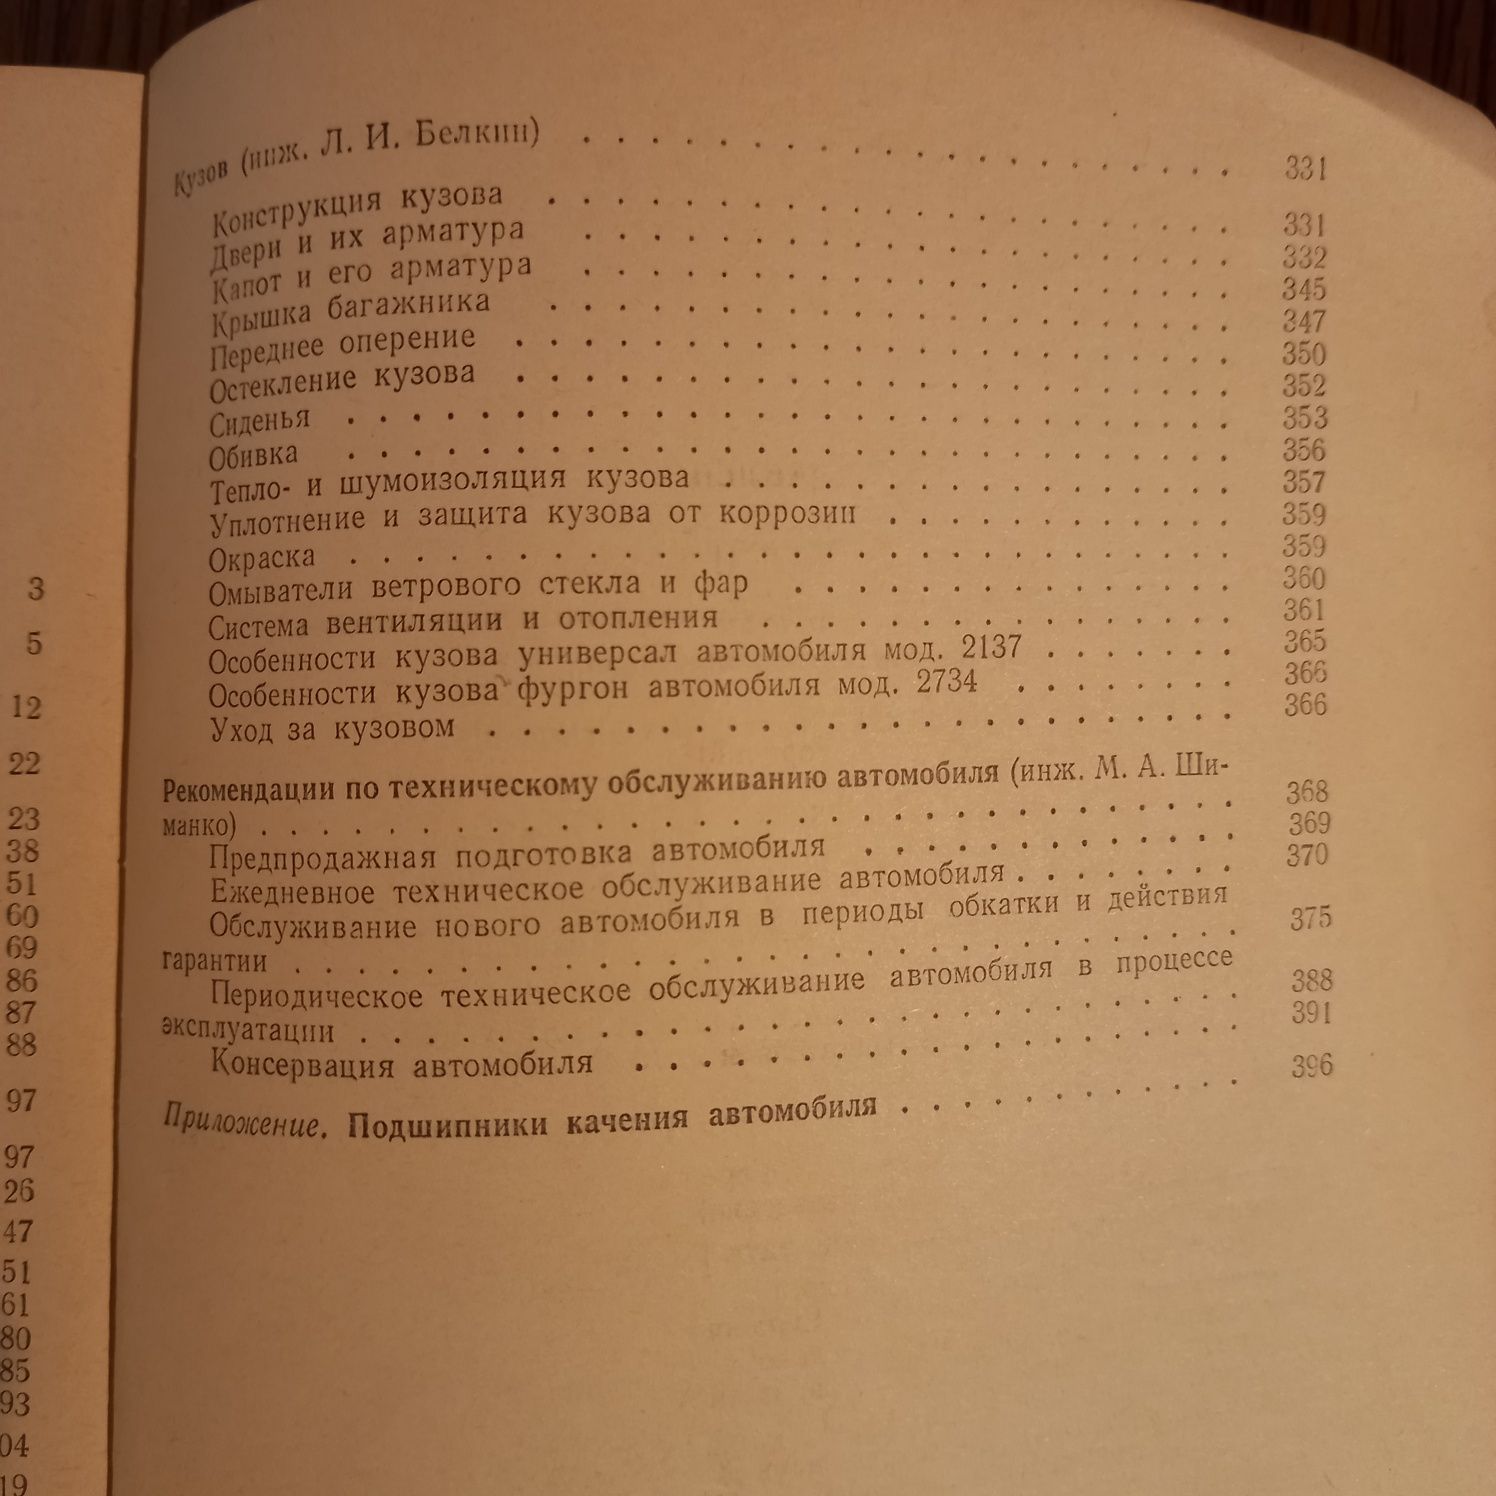 3
5
12
22
23
38
51
60
69
86
87
88
97
97
26
47
51
61
80
85
93
04
19
Кузов (инж. Л. И. Белкин) . . . . . . . . . . . . . . . . . . . . 331
Конструкция кузова . . . . . . . . . . . . . . . . . . . . . 331
Двери и их арматура . . . . . . . . . . . . . . . . . . . . 332
Капот и его арматура . . . . . . . . . . . . . . . . . . . . 345
Крышка багажника . . . . . . . . . . . . . . . . . . . . . 347
Переднее оперение . . . . . . . . . . . . . . . . . . . . . . 350
Остекление кузова . . . . . . . . . . . . . . . . . . . . . . 352
Сиденья . . . . . . . . . . . . . . . . . . . . . . . . . . . 353
Обивка . . . . . . . . . . . . . . . . . . . . . . . . . . . 356
Тепло- и шумоизоляция кузова . . . . . . . . . . . . . . . . 357
Уплотнение и защита кузова от коррозии . . . . . . . . . . . 359
Окраска . . . . . . . . . . . . . . . . . . . . . . . . . . . 359
Омыватели ветрового стекла и фар . . . . . . . . . . . . . . 360
Система вентиляции и отопления . . . . . . . . . . . . . . . 361
Особенности кузова универсал автомобиля мод. 2137 . . . . . . 365
Особенности кузова фургон автомобиля мод. 2734 . . . . . . . 366
Уход за кузовом . . . . . . . . . . . . . . . . . . . . . . . 366
Рекомендации по техническому обслуживанию автомобиля (инж. М. А. Ши-
манко) . . . . . . . . . . . . . . . . . . . . . . . . . . . . 368
Предпродажная подготовка автомобиля . . . . . . . . . . . . 369
Ежедневное техническое обслуживание автомобиля . . . . . . . 370
Обслуживание нового автомобиля в периоды обкатки и действия
гарантии . . . . . . . . . . . . . . . . . . . . . . . . . . . 375
Периодическое техническое обслуживание автомобиля в процессе
эксплуатации . . . . . . . . . . . . . . . . . . . . . . . . . 388
Консервация автомобиля . . . . . . . . . . . . . . . . . . 391
Приложение. Подшипники качения автомобиля . . . . . . . . . . 396